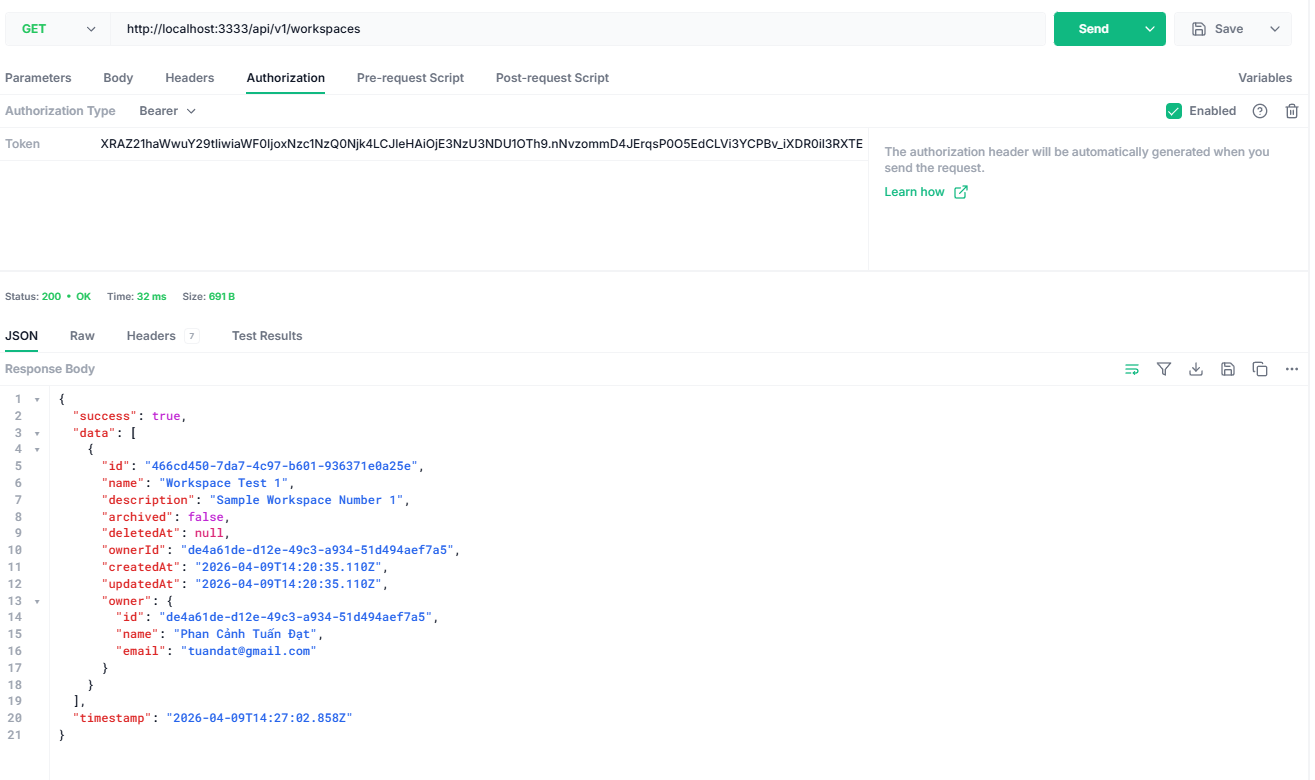 GET http://localhost:3333/api/v1/workspaces Send Save
Parameters Body Headers Authorization Pre-request Script Post-request Script Variables
Authorization Type Bearer Enabled
Token
The authorization header will be automatically generated when you
send the request.
Learn how
Status: 200 • OK Time: 32 ms Size: 691 B
JSON Raw Headers 7 Test Results
Response Body
1 {
2 "success": true,
3 "data": [
4 {
5 "id": "466cd450-7da7-4c97-b601-936371e0a25e",
6 "name": "Workspace Test 1",
7 "description": "Sample Workspace Number 1",
8 "archived": false,
9 "deletedAt": null,
10 "ownerId": "de4a61de-d12e-49c3-a934-51d494aef7a5",
11 "createdAt": "2026-04-09T14:20:35.110Z",
12 "updatedAt": "2026-04-09T14:20:35.110Z",
13 "owner": {
14 "id": "de4a61de-d12e-49c3-a934-51d494aef7a5",
15 "name": "Phan Cảnh Tuấn Đạt",
16 "email": "tuandat@gmail.com"
17 }
18 }
19 ],
20 "timestamp": "2026-04-09T14:27:02.858Z"
21 }